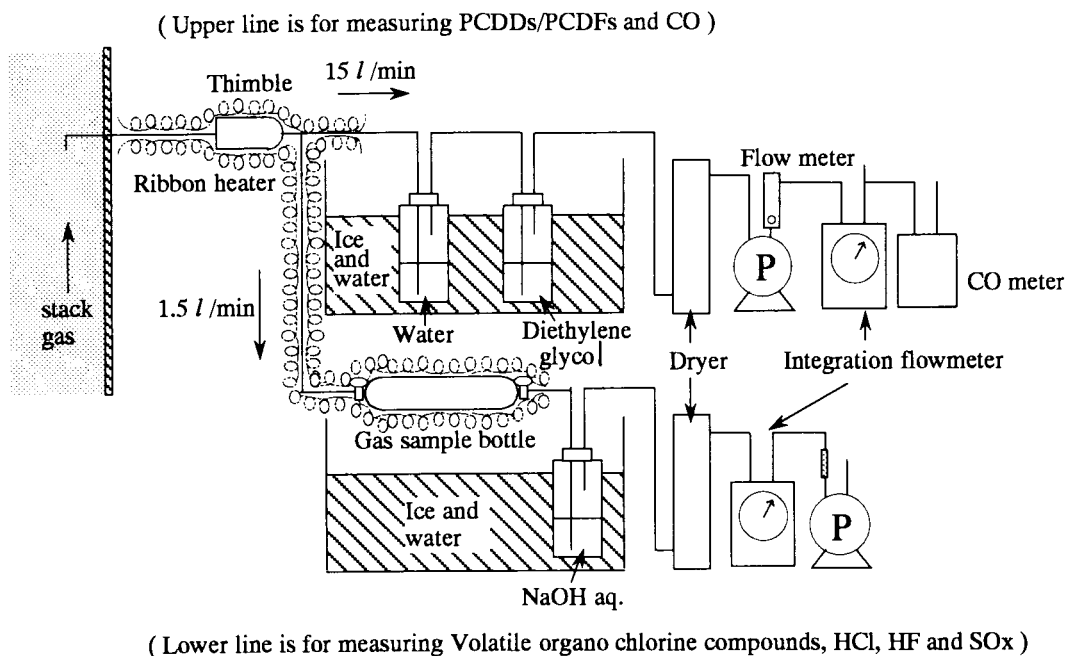 ( Upper line is for measuring PCDDs/PCDFs and CO )
15 l /min
Thimble
Ribbon heater
Flow meter
P
CO meter
Ice
and
water
stack
gas
1.5 l /min
Water
Diethylene
glycol
Dryer
Integration flowmeter
Gas sample bottle
Ice and
water
P
NaOH aq.
( Lower line is for measuring Volatile organo chlorine compounds, HCl, HF and SOx )